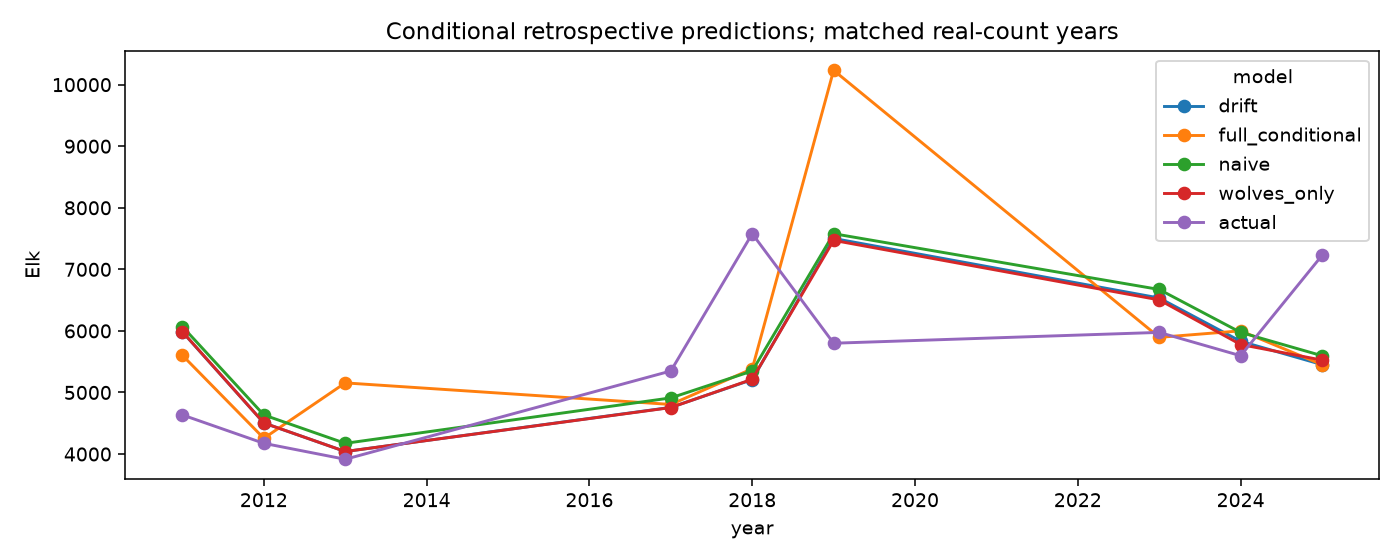 Conditional retrospective predictions; matched real-count years
model
drift
full_conditional
naive
wolves_only
actual
10000
9000
8000
7000
6000
5000
4000
Elk
2012
2014
2016
2018
2020
2022
2024
year